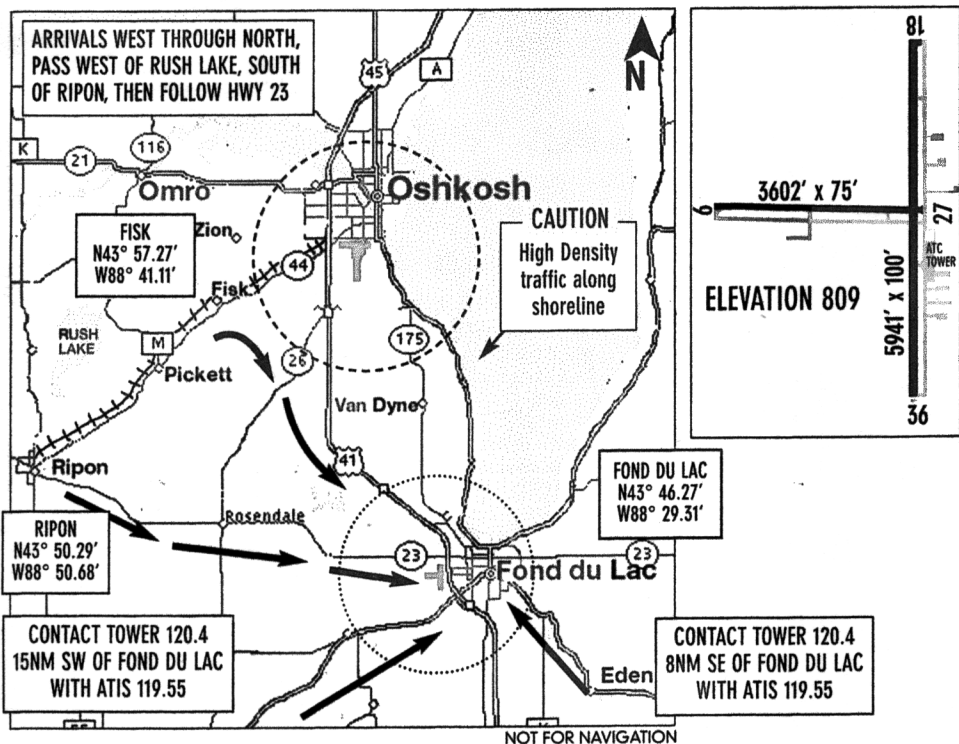 ARRIVALS WEST THROUGH NORTH,
PASS WEST OF RUSH LAKE, SOUTH
OF RIPON, THEN FOLLOW HWY 23
45
A
N
K
21
116
Omro
Oshkosh
FISK
N43° 57.27'
W88° 41.11'
Zion
44
Fisk
CAUTION
High Density
traffic along
shoreline
RUSH
LAKE
M
Pickett
26
175
Van Dyne
41
Ripon
RIPON
N43° 50.29'
W88° 50.68'
Rosendale
FOND DU LAC
N43° 46.27'
W88° 29.31'
23
23
Fond du Lac
CONTACT TOWER 120.4
15NM SW OF FOND DU LAC
WITH ATIS 119.55
Eden
CONTACT TOWER 120.4
8NM SE OF FOND DU LAC
WITH ATIS 119.55
NOT FOR NAVIGATION
18
3602' x 75'
9
27
ATC
TOWER
ELEVATION 809
5941' x 100'
36